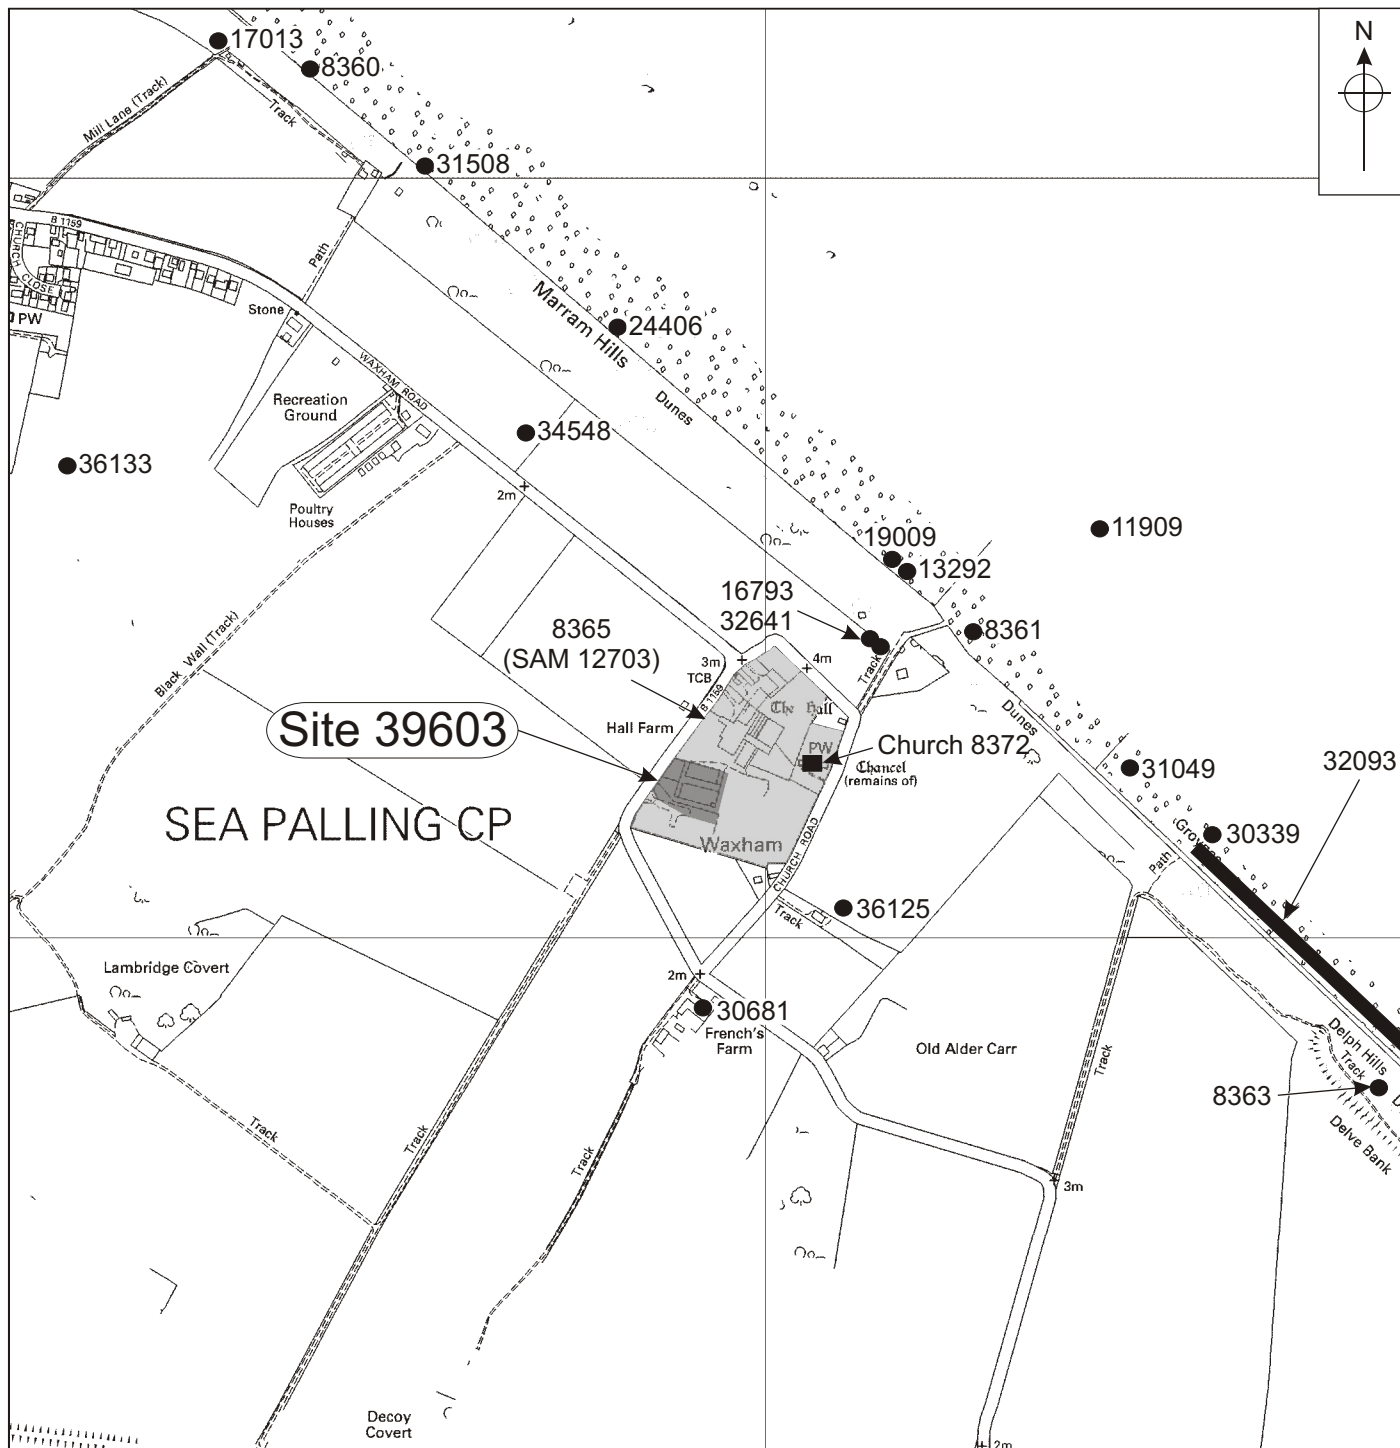 N
17013
8360
Mill Lane (Track)
Track
31508
B 1159
CHURCH
CLOSE
PW
Path
Stone
Marram Hills
24406
WAXHAM ROAD
Dunes
Recreation
Ground
34548
36133
2m
Poultry
Houses
11909
19009
13292
16793
32641
8361
8365
(SAM 12703)
3m
TCB
B 1159
4m
Track
Black Wall (Track)
The Hall
Dunes
Site 39603
Hall Farm
PW
Church 8372
Chancel
(remains of)
31049
32093
SEA PALLING CP
Waxham
CHURCH ROAD
30339
Groynes
Path
36125
Track
Lambridge Covert
2m
30681
French's
Farm
Old Alder Carr
Track
Delph Hills
Track
8363
D
Delve Bank
Track
Track
Track
3m
Decoy
Covert
2m